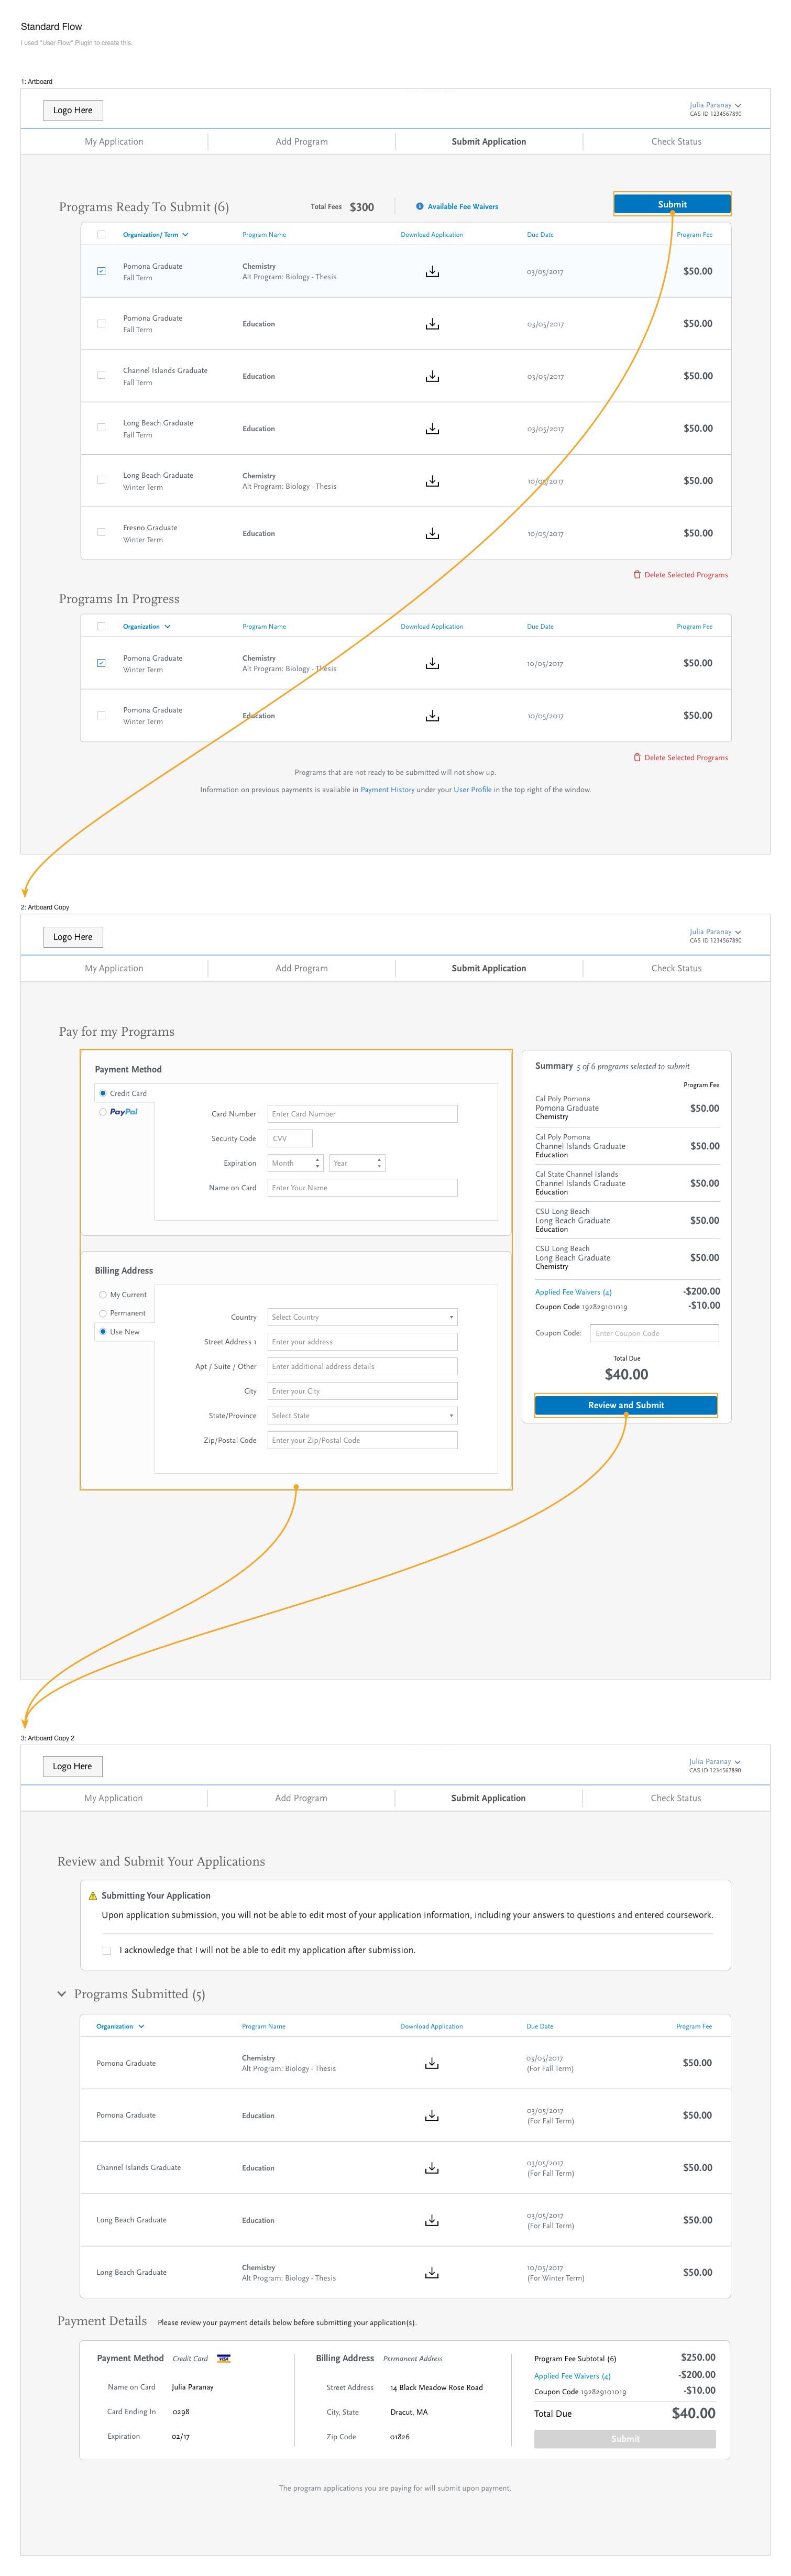 Standard Flow
I used "User Flow" Plugin to create this.
1: Artboard
Logo Here
Julia Paranay
CAS ID 1234567890
My Application Add Program Submit Application Check Status
Programs Ready To Submit (6) Total Fees $300 Available Fee Waivers Submit
Organization/ Term Program Name Download Application Due Date Program Fee
Pomona Graduate
Fall Term
Chemistry
Alt Program: Biology - Thesis
03/05/2017
$50.00
Pomona Graduate
Fall Term
Education
03/05/2017
$50.00
Channel Islands Graduate
Fall Term
Education
03/05/2017
$50.00
Long Beach Graduate
Fall Term
Education
03/05/2017
$50.00
Long Beach Graduate
Winter Term
Chemistry
Alt Program: Biology - Thesis
10/05/2017
$50.00
Fresno Graduate
Winter Term
Education
10/05/2017
$50.00
Delete Selected Programs
Programs In Progress
Organization Program Name Download Application Due Date Program Fee
Pomona Graduate
Winter Term
Chemistry
Alt Program: Biology - Thesis
10/05/2017
$50.00
Pomona Graduate
Winter Term
Education
10/05/2017
$50.00
Delete Selected Programs
Programs that are not ready to be submitted will not show up.
Information on previous payments is available in Payment History under your User Profile in the top right of the window.
2: Artboard Copy
Logo Here
Julia Paranay
CAS ID 1234567890
My Application Add Program Submit Application Check Status
Pay for my Programs
Payment Method
Credit Card
PayPal
Card Number Enter Card Number
Security Code CVV
Expiration Month Year
Name on Card Enter Your Name
Billing Address
My Current
Permanent
Use New
Country Select Country
Street Address 1 Enter your address
Apt / Suite / Other Enter additional address details
City Enter your City
State/Province Select State
Zip/Postal Code Enter your Zip/Postal Code
Summary 5 of 6 programs selected to submit
Program Fee
Cal Poly Pomona
Pomona Graduate
Chemistry
$50.00
Cal Poly Pomona
Channel Islands Graduate
Education
$50.00
Cal State Channel Islands
Channel Islands Graduate
Education
$50.00
CSU Long Beach
Long Beach Graduate
Education
$50.00
CSU Long Beach
Long Beach Graduate
Chemistry
$50.00
Applied Fee Waivers (4) -$200.00
Coupon Code 192829101019 -$10.00
Coupon Code: Enter Coupon Code
Total Due
$40.00
Review and Submit
3: Artboard Copy 2
Logo Here
Julia Paranay
CAS ID 1234567890
My Application Add Program Submit Application Check Status
Review and Submit Your Applications
Submitting Your Application
Upon application submission, you will not be able to edit most of your application information, including your answers to questions and entered coursework.
I acknowledge that I will not be able to edit my application after submission.
Programs Submitted (5)
Organization Program Name Download Application Due Date Program Fee
Pomona Graduate
Chemistry
Alt Program: Biology - Thesis
03/05/2017
(For Fall Term)
$50.00
Pomona Graduate
Education
03/05/2017
(For Fall Term)
$50.00
Channel Islands Graduate
Education
03/05/2017
(For Fall Term)
$50.00
Long Beach Graduate
Education
03/05/2017
(For Fall Term)
$50.00
Long Beach Graduate
Chemistry
Alt Program: Biology - Thesis
10/05/2017
(For Winter Term)
$50.00
Payment Details Please review your payment details below before submitting your application(s).
Payment Method Credit Card VISA
Name on Card Julia Paranay
Card Ending In 0298
Expiration 02/17
Billing Address Permanent Address
Street Address 14 Black Meadow Rose Road
City, State Dracut, MA
Zip Code 01826
Program Fee Subtotal (6) $250.00
Applied Fee Waivers (4) -$200.00
Coupon Code 192829101019 -$10.00
Total Due $40.00
Submit
The program applications you are paying for will submit upon payment.